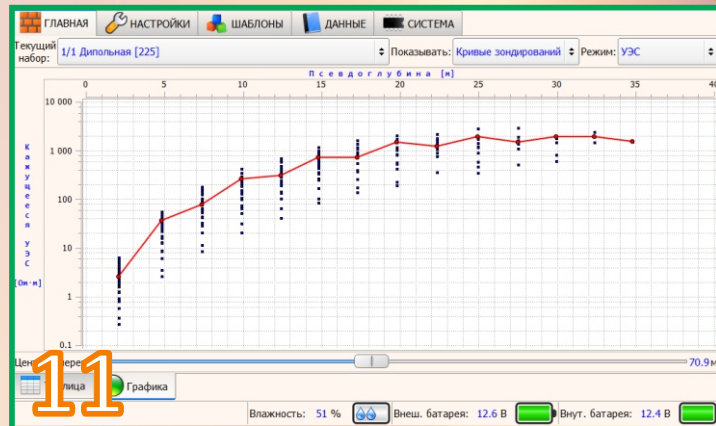 ГЛАВНАЯ НАСТРОЙКИ ШАБЛОНЫ ДАННЫЕ СИСТЕМА
Текущий набор: 1/1 Дипольная [225] Показывать: Кривые зондирований Режим: УЭС
Псевдоглубина [м]
0 5 10 15 20 25 30 35 40
Кажущееся УЭС [Ом·м]
10 000
1 000
100
10
1
0.1
70.9м
11
Графика
Влажность: 51 % Внеш. батарея: 12.6 В Внут. батарея: 12.4 В